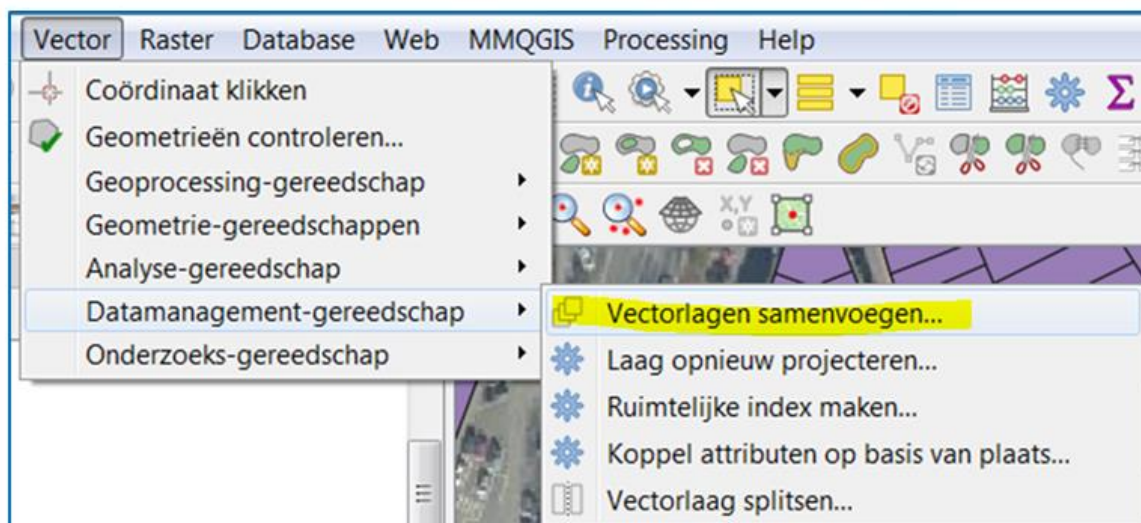 Vector Raster Database Web MMQGIS Processing Help
Coördinaat klikken
Geometrieën controleren...
Geoprocessing-gereedschap
Geometrie-gereedschappen
Analyse-gereedschap
Datamanagement-gereedschap
Onderzoeks-gereedschap
X,Y
Vectorlagen samenvoegen...
Laag opnieuw projecteren...
Ruimtelijke index maken...
Koppel attributen op basis van plaats...
Vectorlaag splitsen...